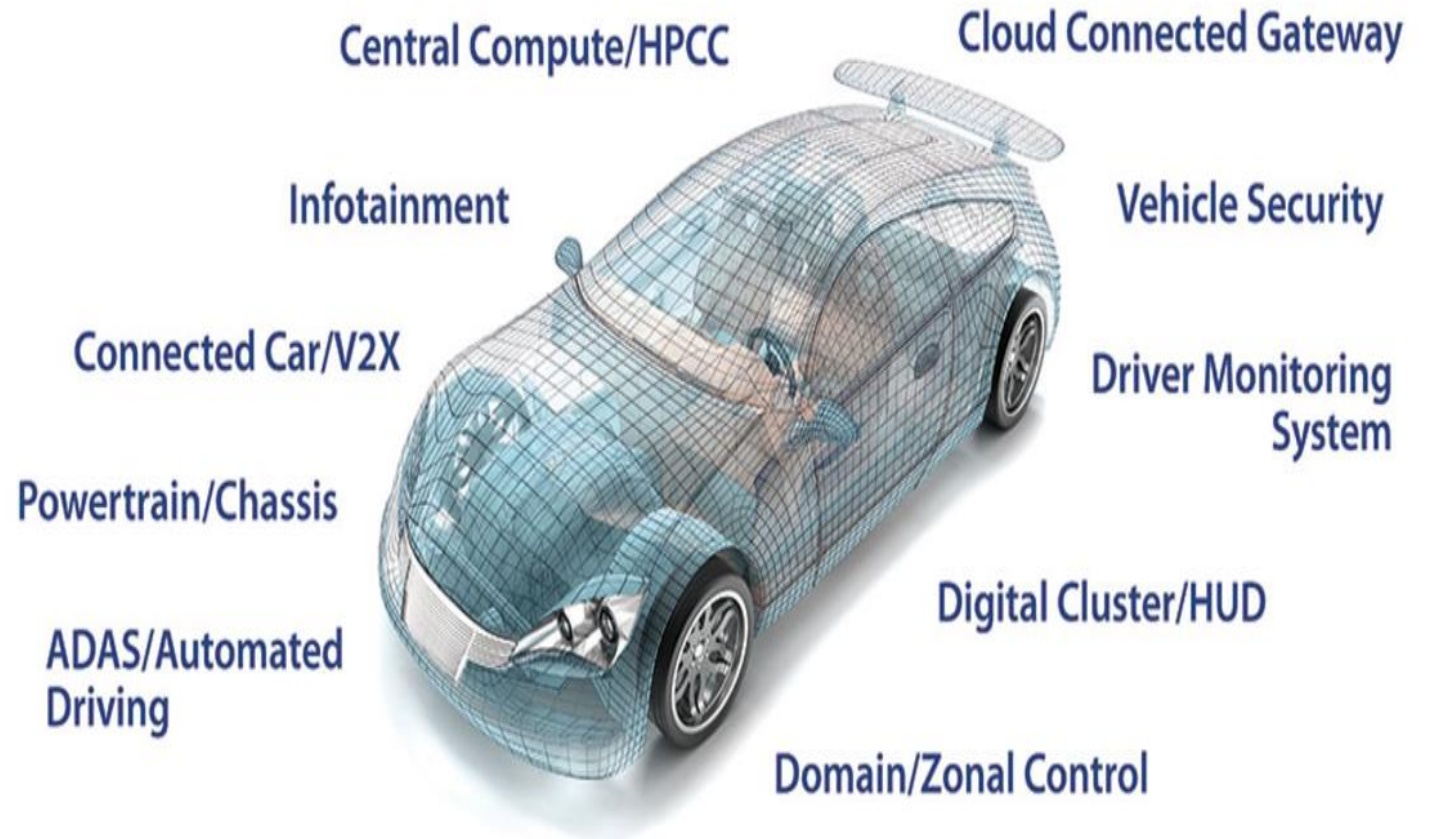 Central Compute/HPCC
Cloud Connected Gateway
Infotainment
Vehicle Security
Connected Car/V2X
Driver Monitoring
System
Powertrain/Chassis
Digital Cluster/HUD
ADAS/Automated
Driving
Domain/Zonal Control